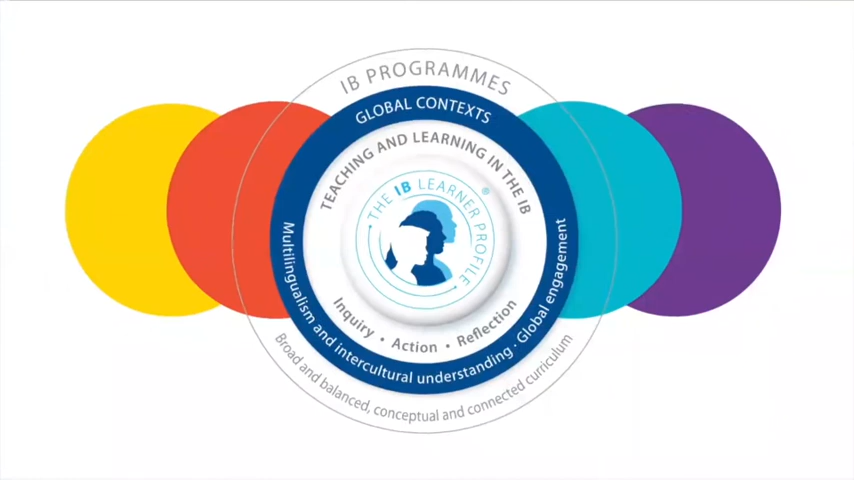 IB PROGRAMMES
GLOBAL CONTEXTS
TEACHING AND LEARNING IN THE IB
THE IB LEARNER PROFILE®
Inquiry • Action • Reflection
Multilingualism and intercultural understanding · Global engagement
Broad and balanced, conceptual and connected curriculum